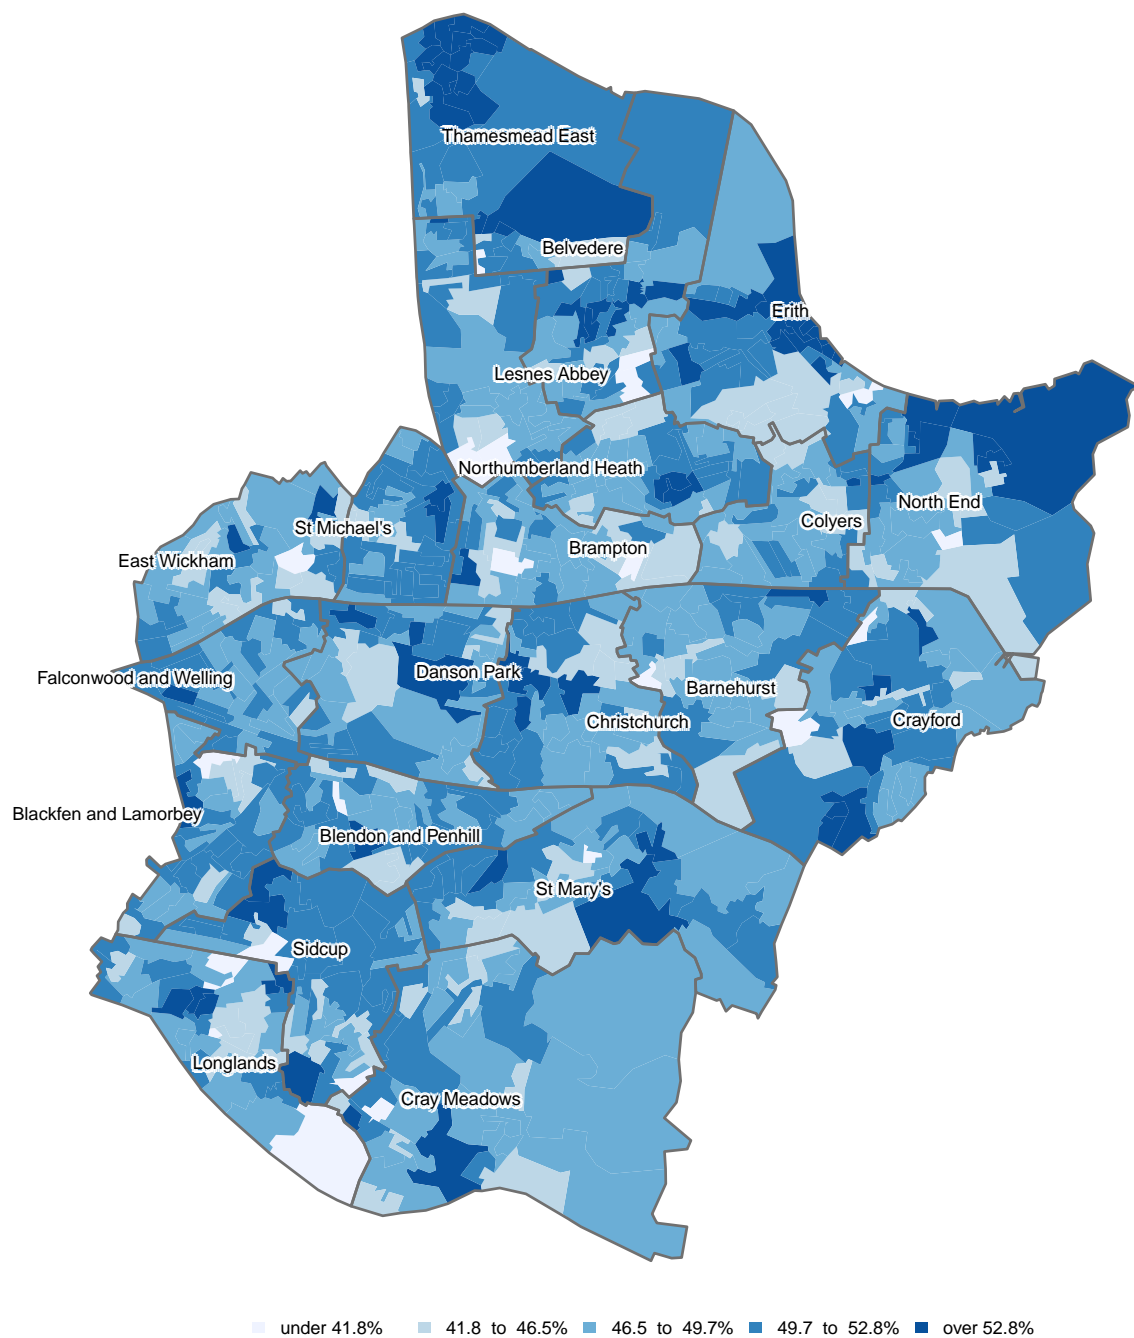 Thamesmead East
Belvedere
Erith
Lesnes Abbey
Northumberland Heath
North End
Colyers
St Michael's
Brampton
East Wickham
Danson Park
Falconwood and Welling
Barnehurst
Christchurch
Crayford
Blackfen and Lamorbey
Blendon and Penhill
St Mary's
Sidcup
Longlands
Cray Meadows
under 41.8% 41.8 to 46.5% 46.5 to 49.7% 49.7 to 52.8% over 52.8%